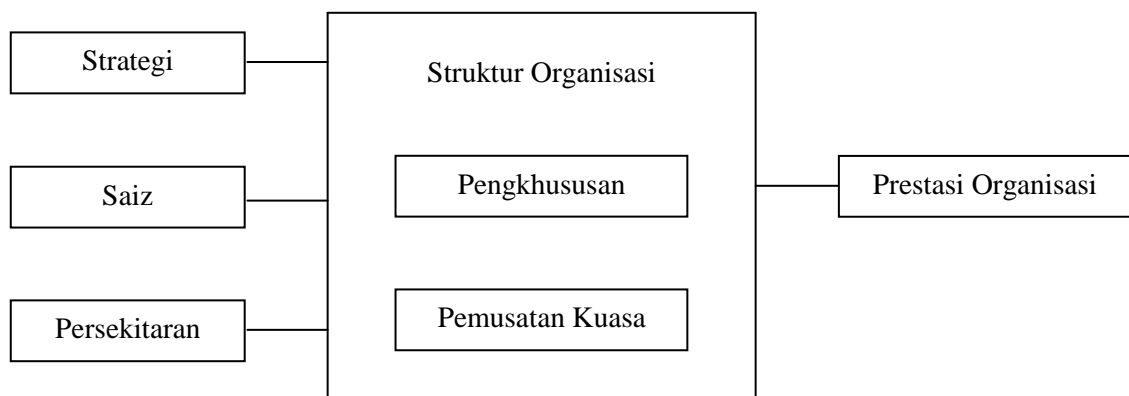 Strategi
Saiz
Persekitaran
Struktur Organisasi
Pengkhususan
Pemusatan Kuasa
Prestasi Organisasi